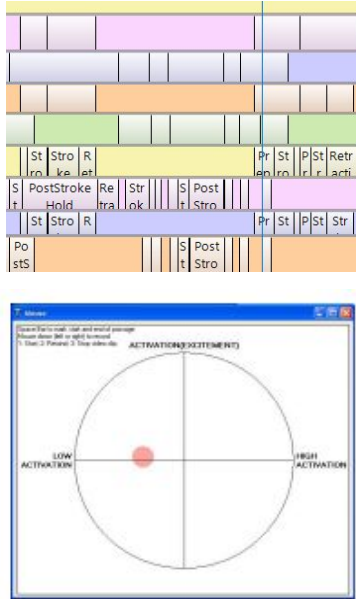 St Stro R Pr St P St Retr
ro ke et ep ro r r acti
S PostStroke Re Str S Post
t Hold tra ok t Stro
St Stro R Pr St P St Str
Po S Post
stS t Stro
Space Bar to mark start and end of passage
Mouse down (left or right) to record
1: Start, 2: Rewind, 3: Stop video clip
ACTIVATION(EXCITEMENT)
LOW HIGH
ACTIVATION ACTIVATION